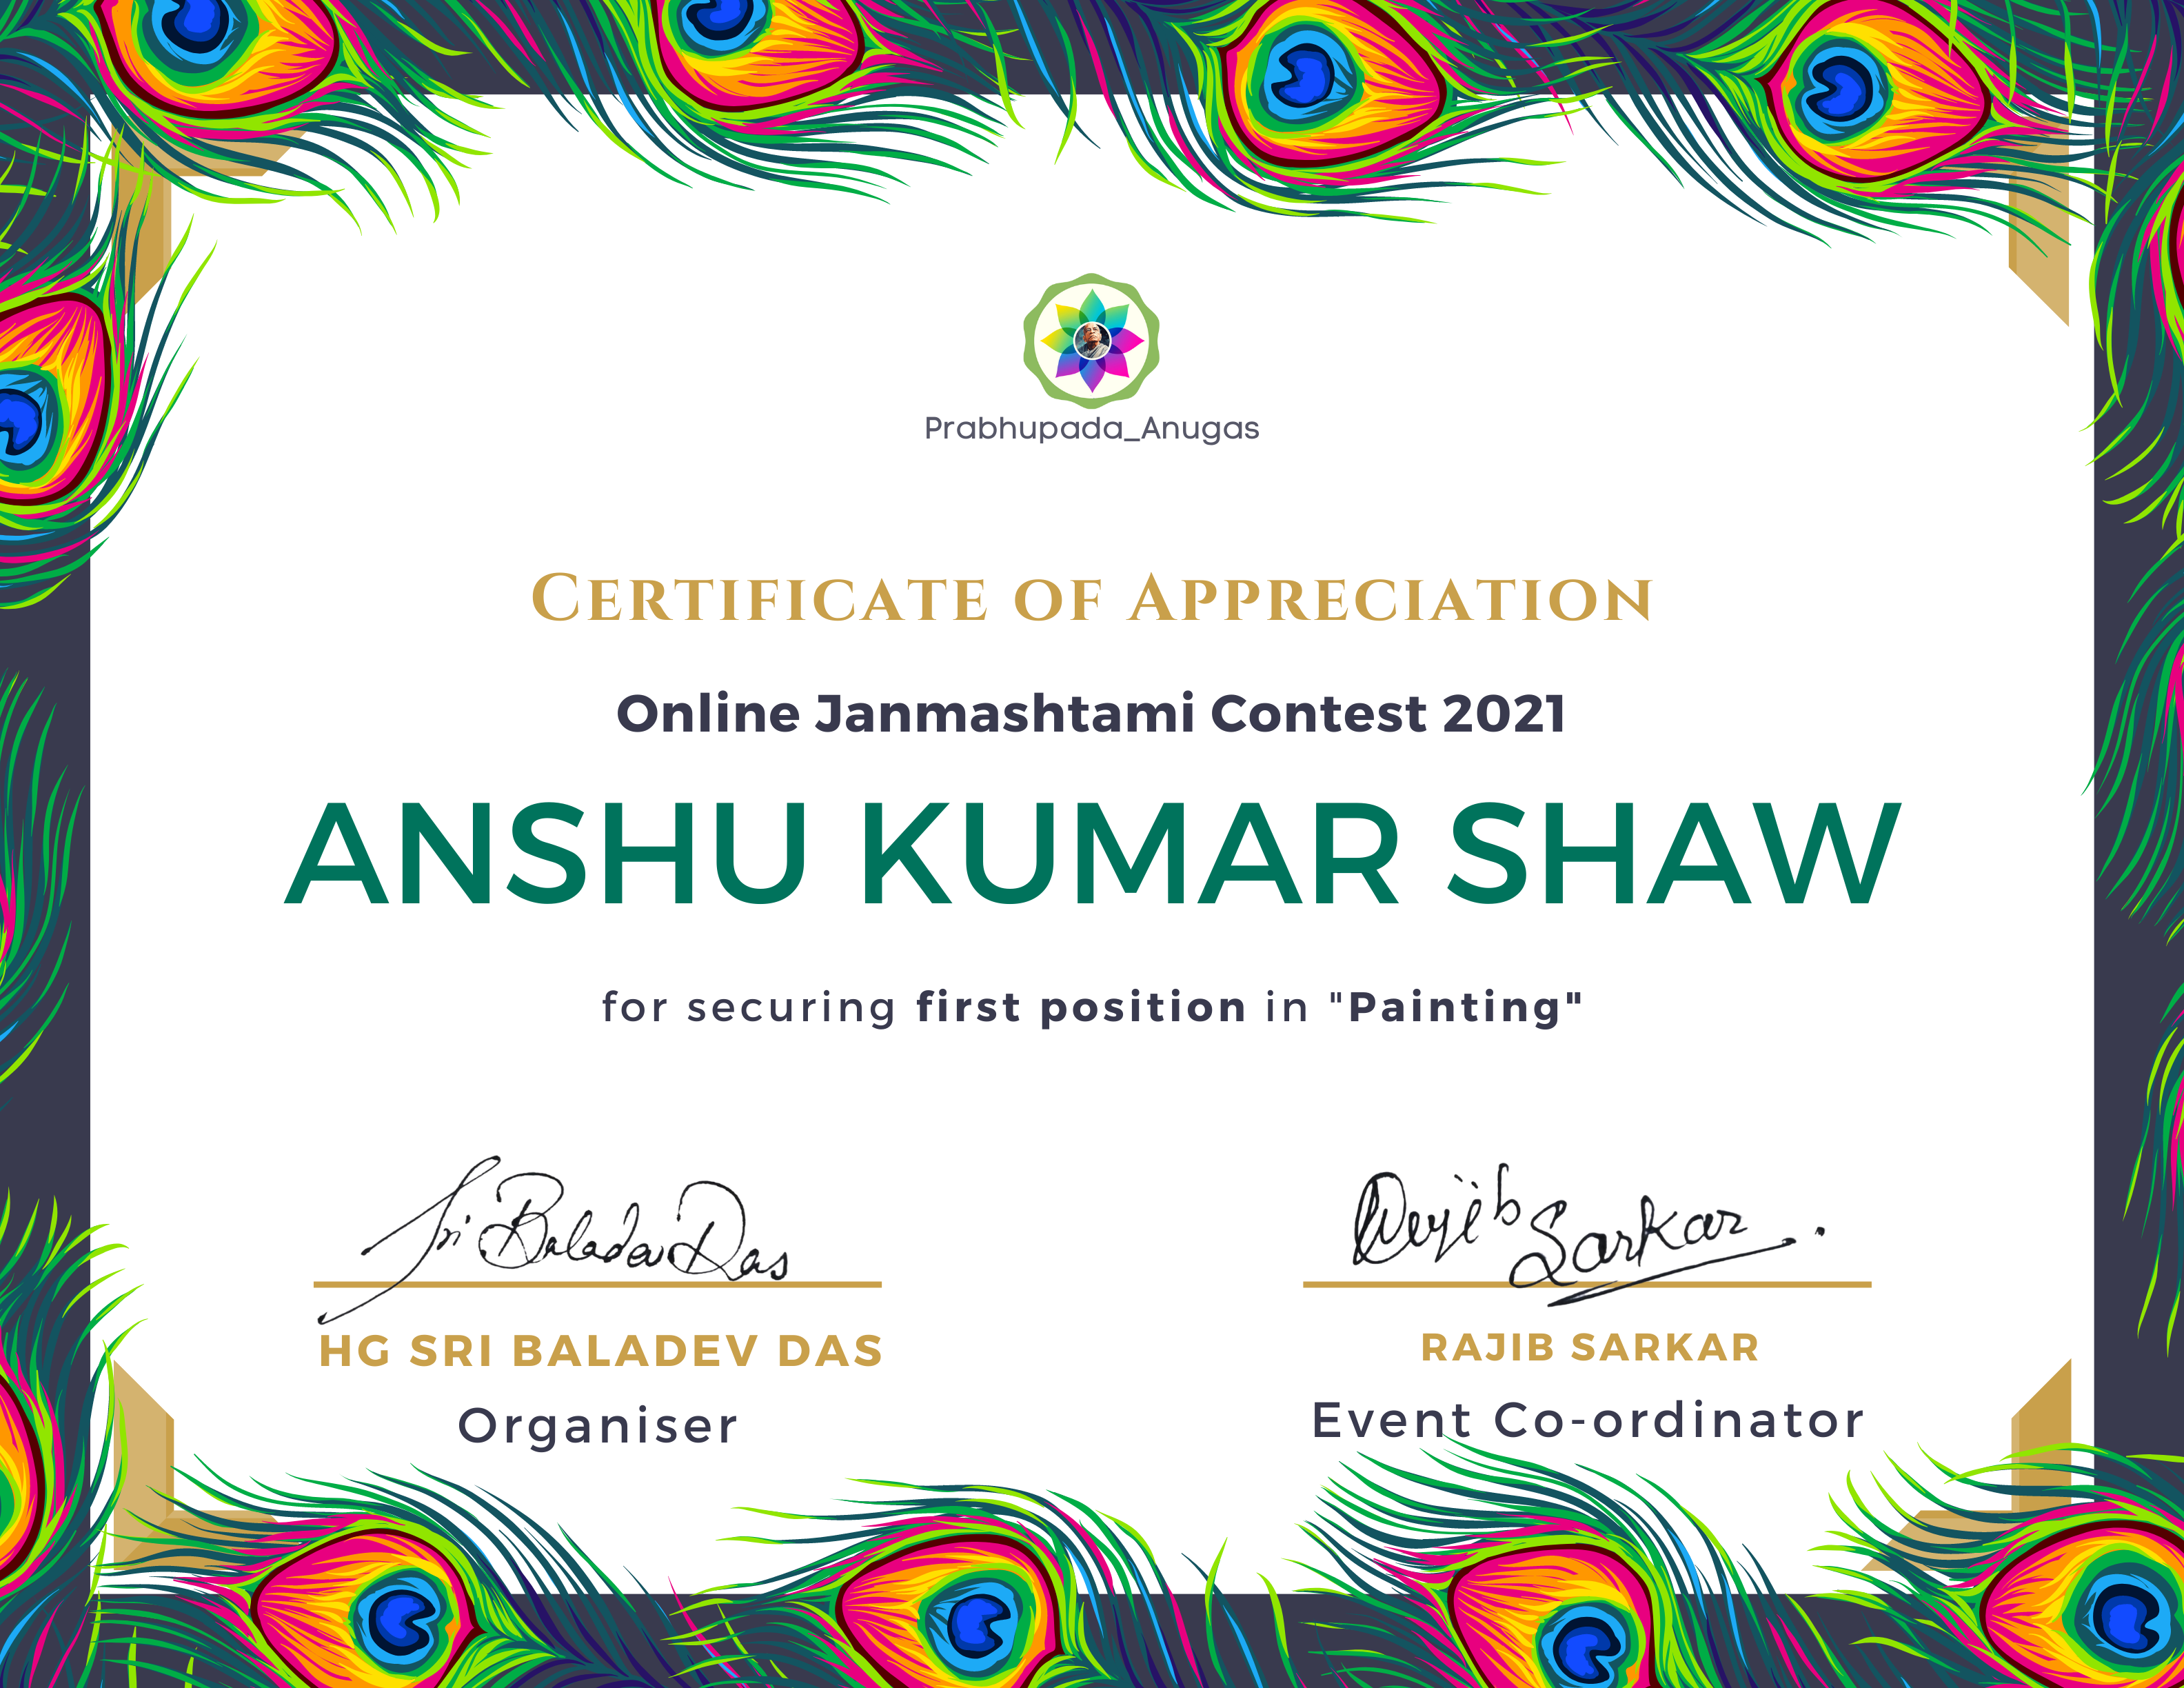 Prabhupada_Anugas
Certificate of Appreciation
Online Janmashtami Contest 2021
ANSHU KUMAR SHAW
for securing first position in "Painting"
Sri Baladev Das
Rajib Sarkar
HG SRI BALADEV DAS
RAJIB SARKAR
Organiser
Event Co-ordinator